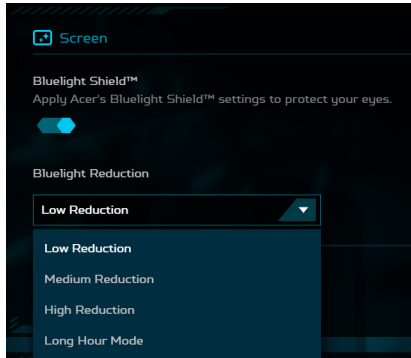 Screen
Bluelight Shield™
Apply Acer's Bluelight Shield™ settings to protect your eyes.
Bluelight Reduction
Low Reduction
Low Reduction
Medium Reduction
High Reduction
Long Hour Mode